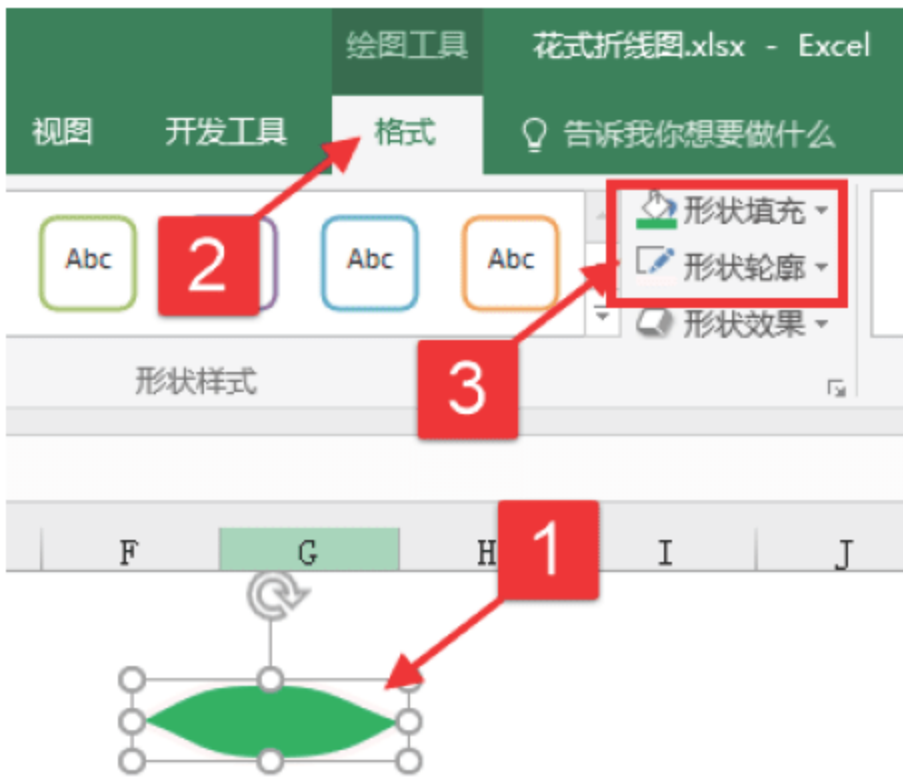 绘图工具 花式折线图.xlsx - Excel
视图 开发工具 格式 告诉我你想要做什么
Abc 2 Abc Abc 形状填充
形状轮廓
3 形状效果
形状样式
F G H 1 I J